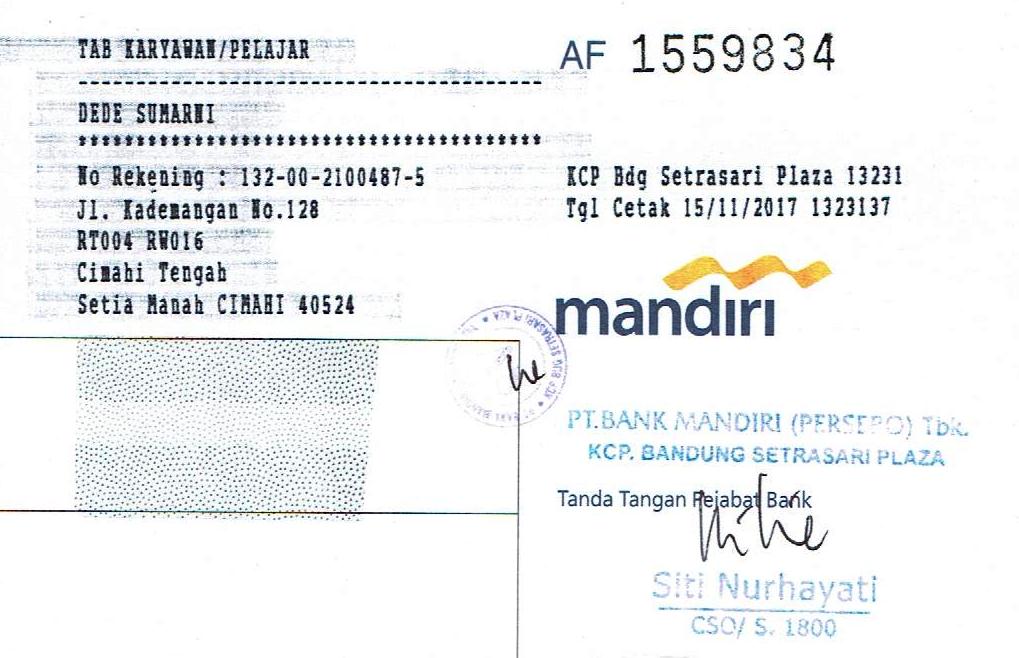 TAB KARYAWAN/PELAJAR
AF 1559834
DEDE SUMARNI
No Rekening : 132-00-2100487-5
Jl. Kademangan No.128
RT004 RW016
Cimahi Tengah
Setia Manah CIMAHI 40524
KCP Bdg Setrasari Plaza 13231
Tgl Cetak 15/11/2017 1323137
mandiri
SETRASARI PLAZA
PT.BANK MANDIRI (PERSERO) Tbk.
KCP. BANDUNG SETRASARI PLAZA
Tanda Tangan Pejabat Bank
Siti Nurhayati
CSO/ S. 1800